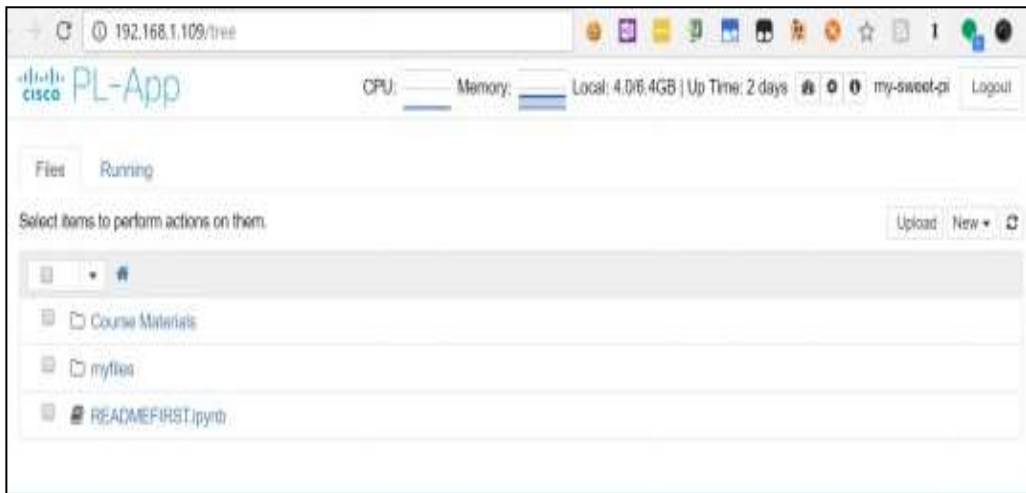 192.168.1.109/tree
cisco PL-App CPU: Memory: Local: 4.0/6.4GB | Up Time: 2 days my-sweet-pi Logout
Files Running
Select items to perform actions on them. Upload New
Course Materials
myfiles
READMEFIRST.ipynb